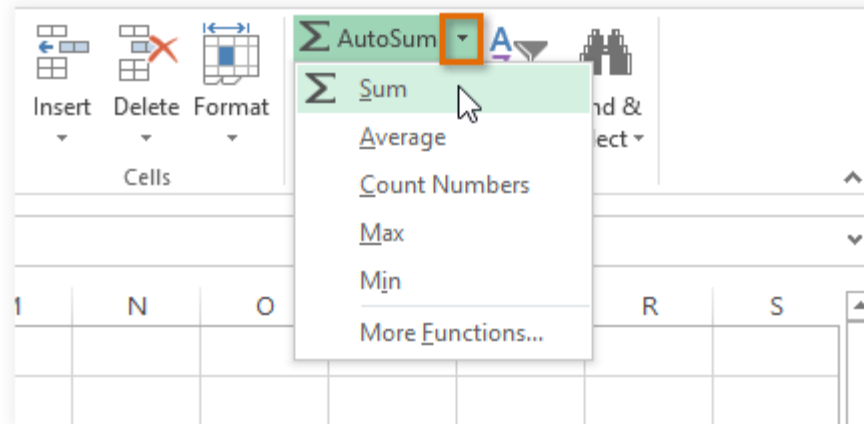 Σ AutoSum
Insert Delete Format
Cells
Σ Sum
Average
Count Numbers
Max
Min
More Functions...
N O R S